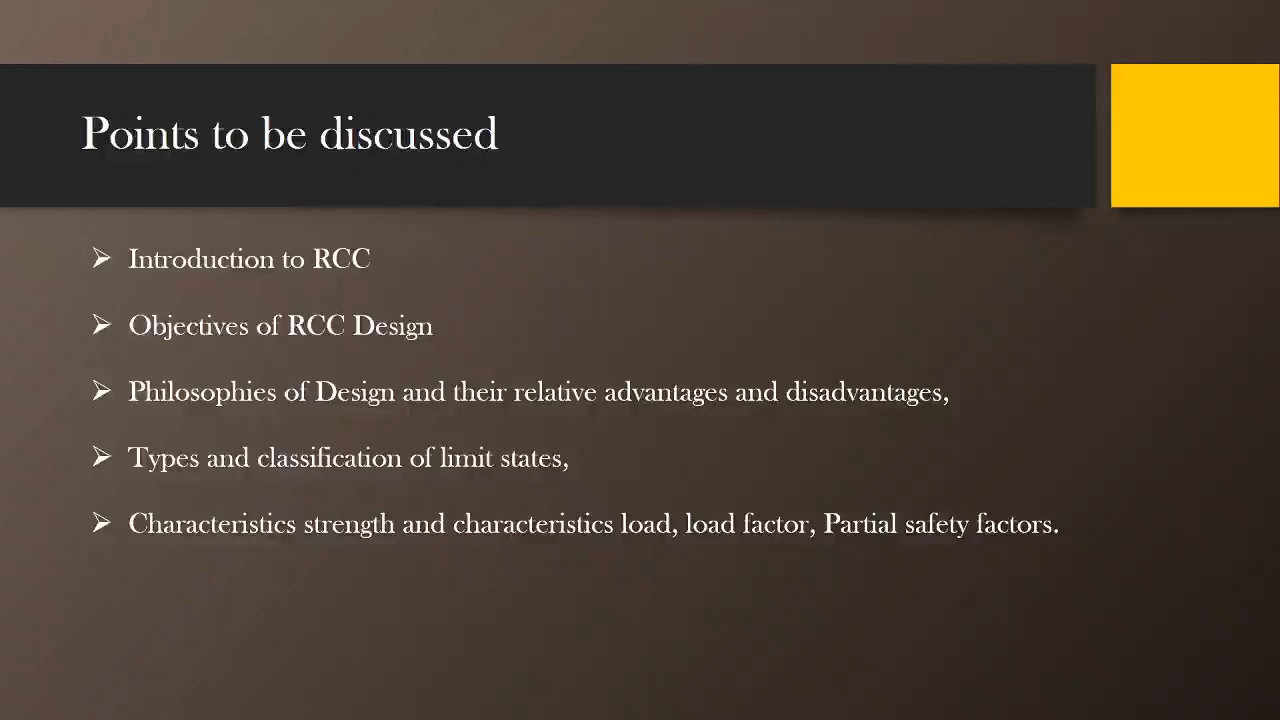 Points to be discussed
➢ Introduction to RCC
➢ Objectives of RCC Design
➢ Philosophies of Design and their relative advantages and disadvantages,
➢ Types and classification of limit states,
➢ Characteristics strength and characteristics load, load factor, Partial safety factors.